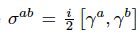 σ^{ab} = \frac{i}{2} [γ^a, γ^b]